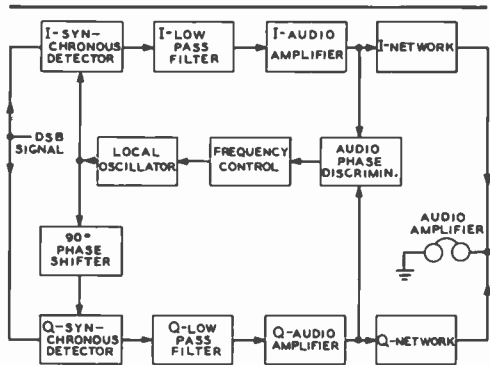 I-SYN-
CHRONOUS
DETECTOR
I-LOW
PASS
FILTER
I-AUDIO
AMPLIFIER
I-NETWORK
DSB
SIGNAL
LOCAL
OSCILLATOR
FREQUENCY
CONTROL
AUDIO
PHASE
DISCRIMIN.
90°
PHASE
SHIFTER
AUDIO
AMPLIFIER
Q-SYN-
CHRONOUS
DETECTOR
Q-LOW
PASS
FILTER
Q-AUDIO
AMPLIFIER
Q-NETWORK